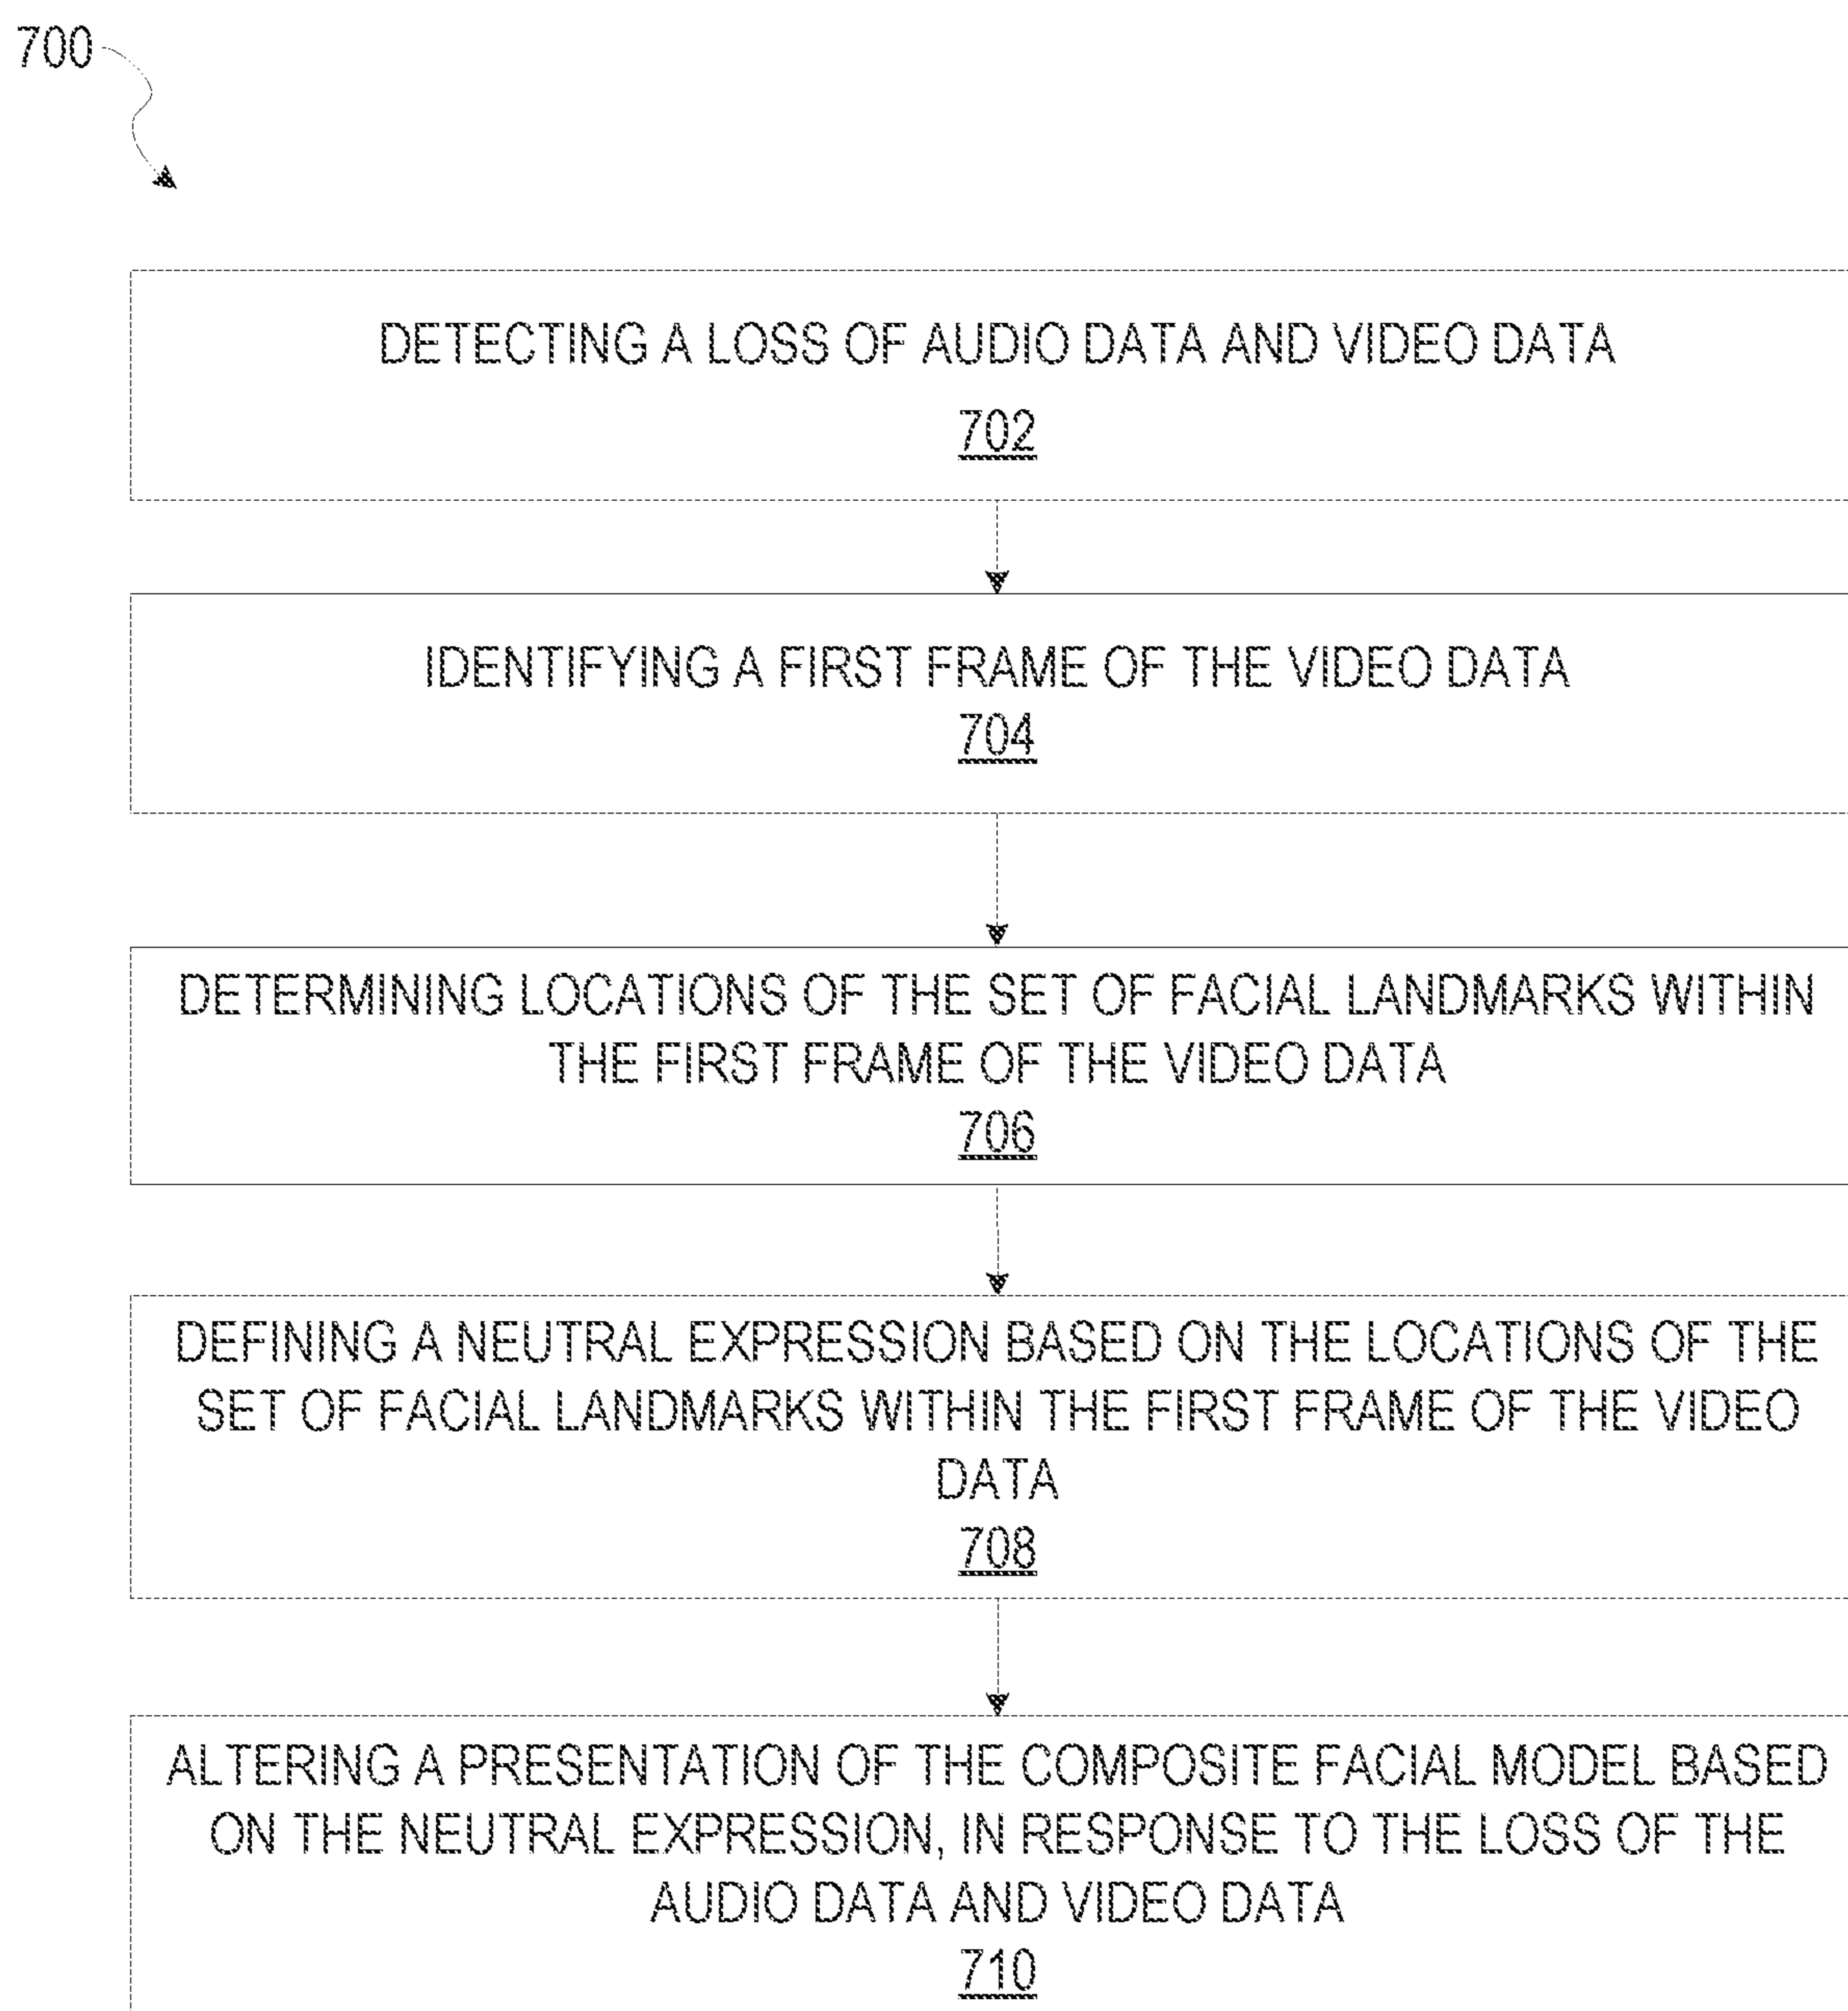 700
DETECTING A LOSS OF AUDIO DATA AND VIDEO DATA
702
IDENTIFYING A FIRST FRAME OF THE VIDEO DATA
704
DETERMINING LOCATIONS OF THE SET OF FACIAL LANDMARKS WITHIN
THE FIRST FRAME OF THE VIDEO DATA
706
DEFINING A NEUTRAL EXPRESSION BASED ON THE LOCATIONS OF THE
SET OF FACIAL LANDMARKS WITHIN THE FIRST FRAME OF THE VIDEO
DATA
708
ALTERING A PRESENTATION OF THE COMPOSITE FACIAL MODEL BASED
ON THE NEUTRAL EXPRESSION, IN RESPONSE TO THE LOSS OF THE
AUDIO DATA AND VIDEO DATA
710